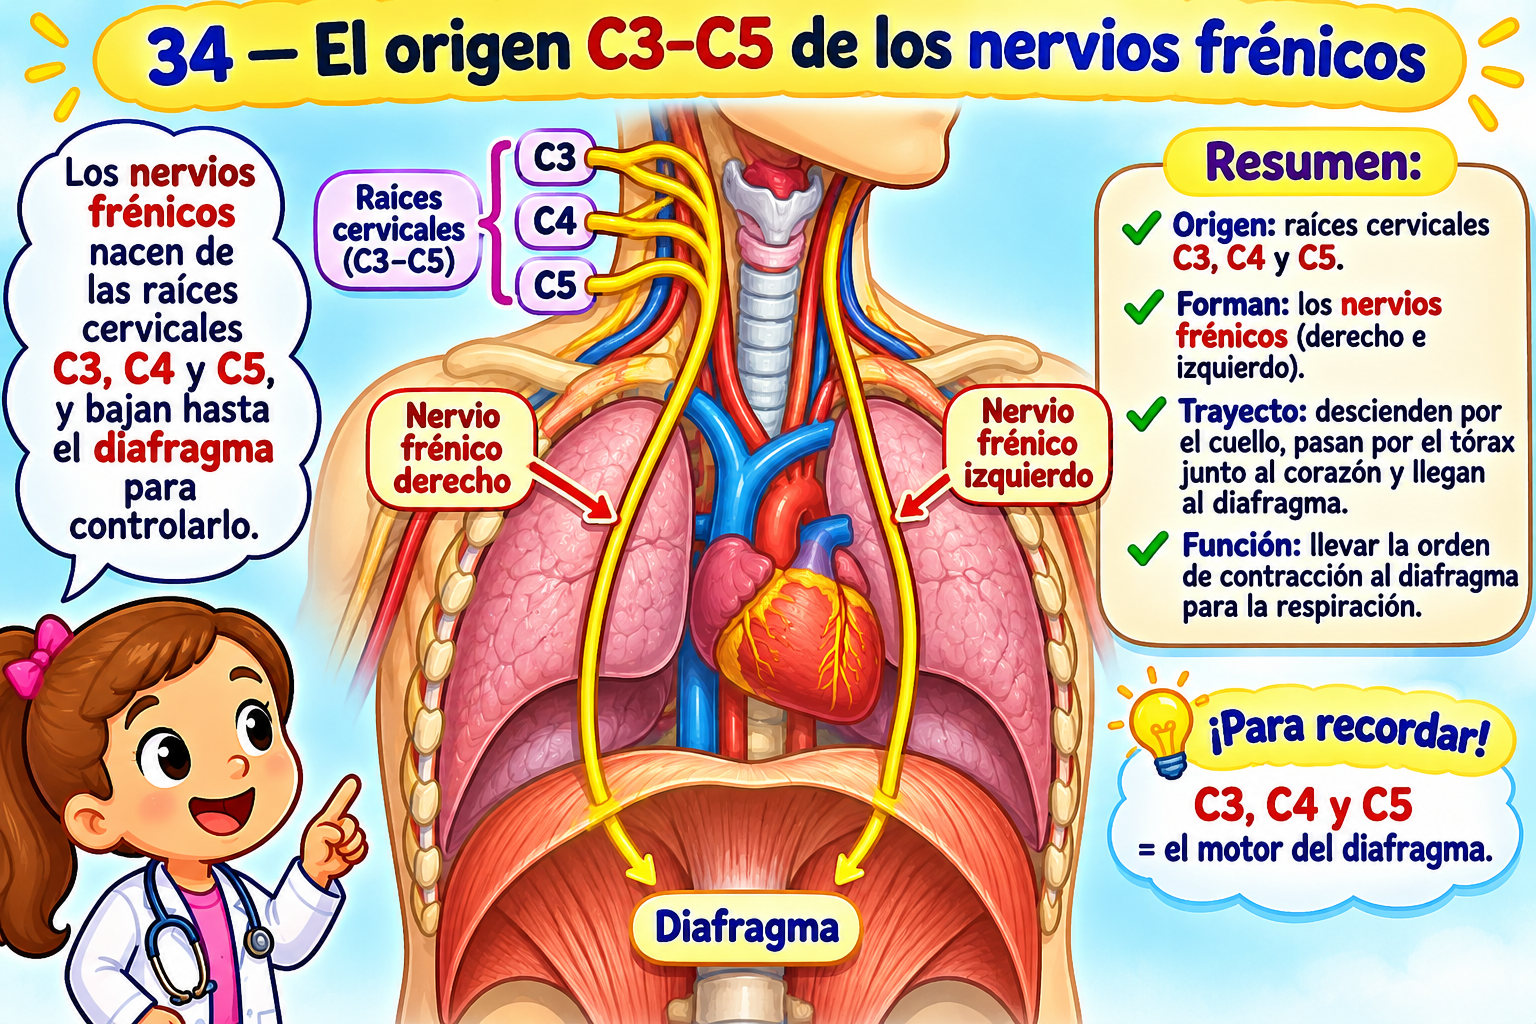 34 – El origen C3–C5 de los nervios frénicos
Los nervios
frénicos
nacen de
las raíces
cervicales
C3, C4 y C5,
y bajan hasta
el diafragma
para
controlarlo.
Raíces
cervicales
(C3–C5)
C3
C4
C5
Nervio
frénico
derecho
Nervio
frénico
izquierdo
Diafragma
Resumen:
Origen: raíces cervicales
C3, C4 y C5.
Forman: los nervios
frénicos (derecho e
izquierdo).
Trayecto: descienden por
el cuello, pasan por el tórax
junto al corazón y llegan
al diafragma.
Función: llevar la orden
de contracción al diafragma
para la respiración.
¡Para recordar!
C3, C4 y C5
= el motor del diafragma.